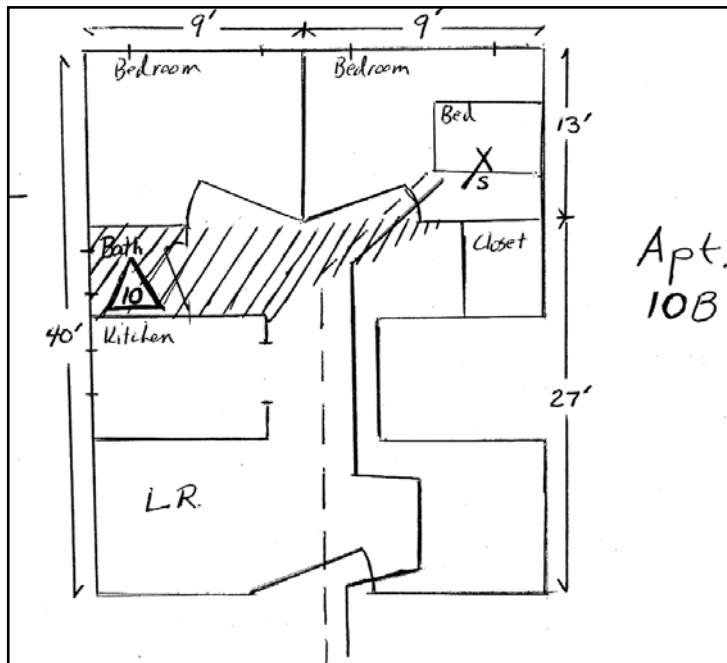 9' 9'
Bedroom Bedroom
Bed
13'
S
Bath
Closet
Apt.
10B
10
40'
Kitchen
27'
L.R.